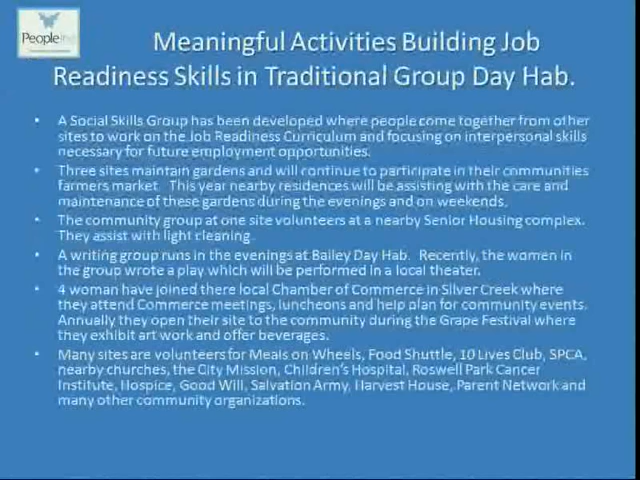 People Inc
Meaningful Activities Building Job
Readiness Skills in Traditional Group Day Hab.
• A Social Skills Group has been developed where people come together from other
sites to work on the Job Readiness Curriculum and focusing on interpersonal skills
necessary for future employment opportunities.
• Three sites maintain gardens and will continue to participate in their communities
farmers market. This year nearby residences will be assisting with the care and
maintenance of these gardens during the evenings and on weekends.
• The community group at one site volunteers at a nearby Senior Housing complex.
They assist with light cleaning.
• A writing group runs in the evenings at Bailey Day Hab. Recently, the women in
the group wrote a play which will be performed in a local theater.
• 4 woman have joined there local Chamber of Commerce in Silver Creek where
they attend Commerce meetings, luncheons and help plan for community events.
Annually they open their site to the community during the Grape Festival where
they exhibit art work and offer beverages.
• Many sites are volunteers for Meals on Wheels, Food Shuttle, 10 Lives Club, SPCA,
nearby churches, the City Mission, Children's Hospital, Roswell Park Cancer
Institute, Hospice, Good Will, Salvation Army, Harvest House, Parent Network and
many other community organizations.